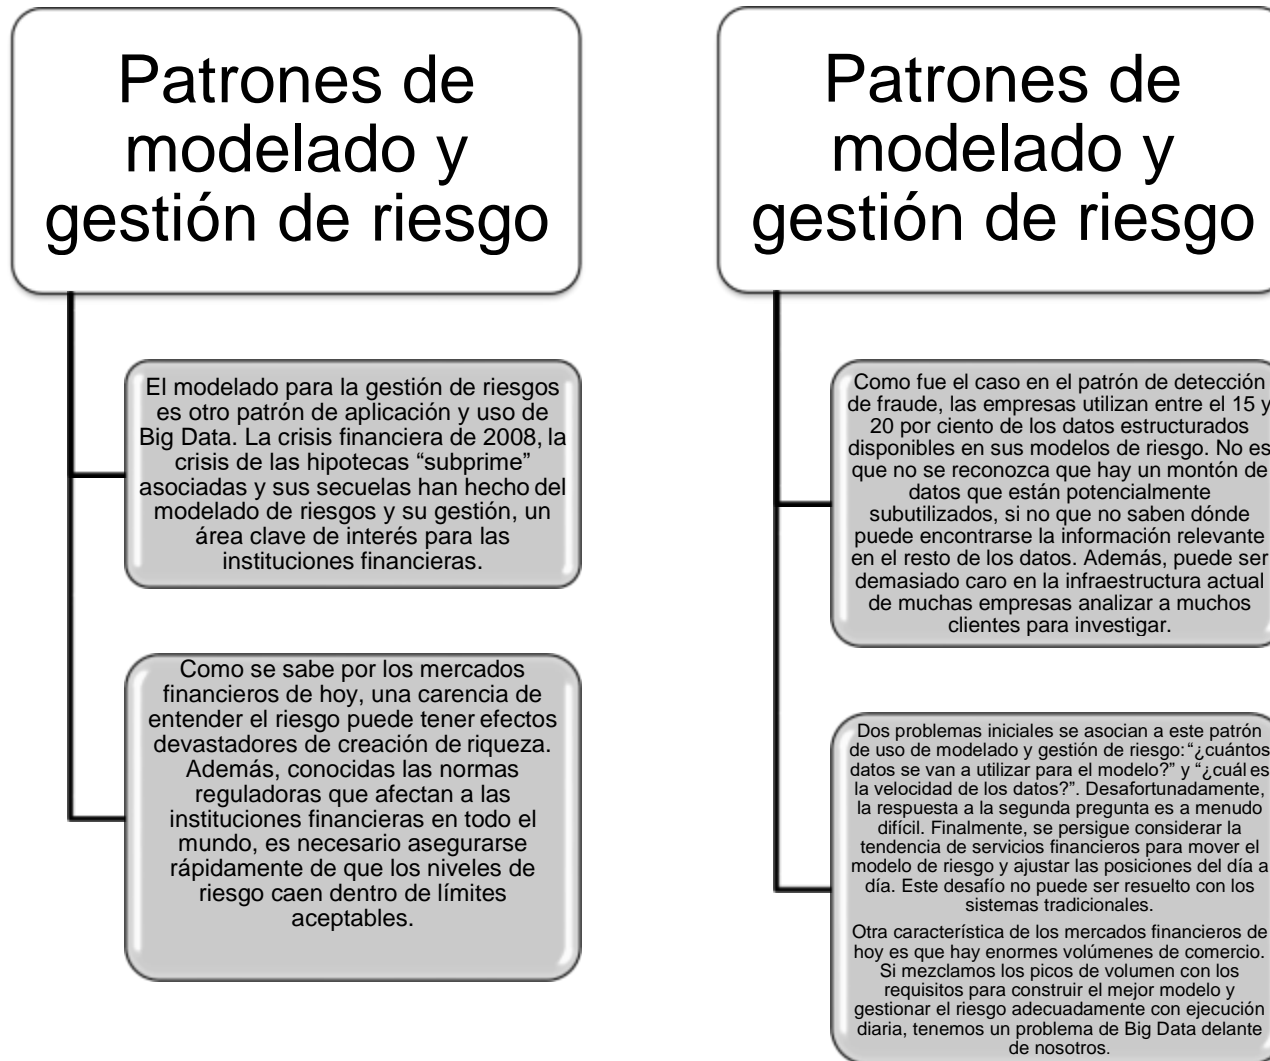 Patrones de
modelado y
gestión de riesgo
El modelado para la gestión de riesgos
es otro patrón de aplicación y uso de
Big Data. La crisis financiera de 2008, la
crisis de las hipotecas “subprime”
asociadas y sus secuelas han hecho del
modelado de riesgos y su gestión, un
área clave de interés para las
instituciones financieras.
Como se sabe por los mercados
financieros de hoy, una carencia de
entender el riesgo puede tener efectos
devastadores de creación de riqueza.
Además, conocidas las normas
reguladoras que afectan a las
instituciones financieras en todo el
mundo, es necesario asegurarse
rápidamente de que los niveles de
riesgo caen dentro de límites
aceptables.
Patrones de
modelado y
gestión de riesgo
Como fue el caso en el patrón de detección
de fraude, las empresas utilizan entre el 15 y
20 por ciento de los datos estructurados
disponibles en sus modelos de riesgo. No es
que no se reconozca que hay un montón de
datos que están potencialmente
subutilizados, si no que no saben dónde
puede encontrarse la información relevante
en el resto de los datos. Además, puede ser
demasiado caro en la infraestructura actual
de muchas empresas analizar a muchos
clientes para investigar.
Dos problemas iniciales se asocian a este patrón
de uso de modelado y gestión de riesgo: “¿cuántos
datos se van a utilizar para el modelo?” y “¿cuál es
la velocidad de los datos?”. Desafortunadamente,
la respuesta a la segunda pregunta es a menudo
difícil. Finalmente, se persigue considerar la
tendencia de servicios financieros para mover el
modelo de riesgo y ajustar las posiciones del día a
día. Este desafío no puede ser resuelto con los
sistemas tradicionales.
Otra característica de los mercados financieros de
hoy es que hay enormes volúmenes de comercio.
Si mezclamos los picos de volumen con los
requisitos para construir el mejor modelo y
gestionar el riesgo adecuadamente con ejecución
diaria, tenemos un problema de Big Data delante
de nosotros.